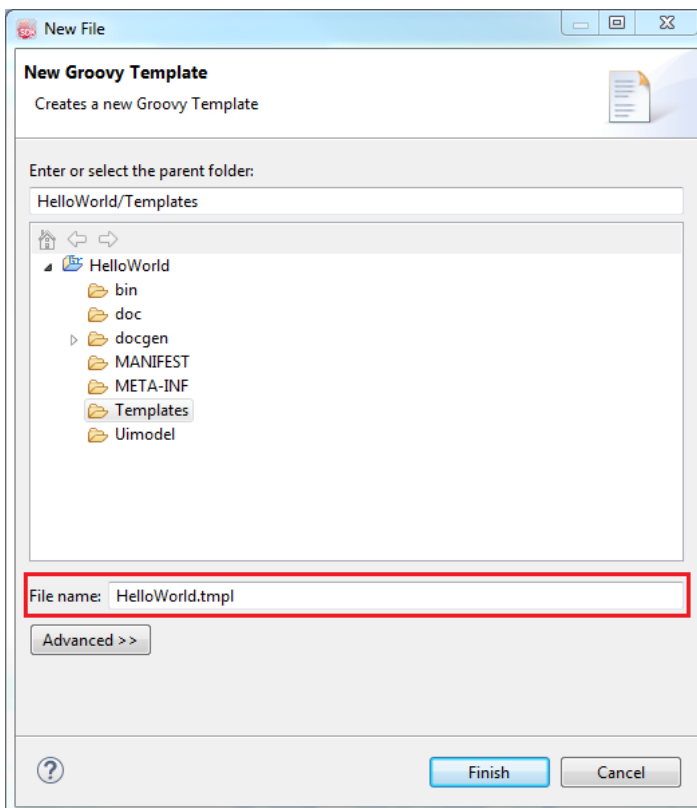 New File
New Groovy Template
Creates a new Groovy Template
Enter or select the parent folder:
HelloWorld/Templates
HelloWorld
bin
doc
docgen
MANIFEST
META-INF
Templates
Uimodel
File name: HelloWorld.tmpl
Advanced >>
? Finish Cancel